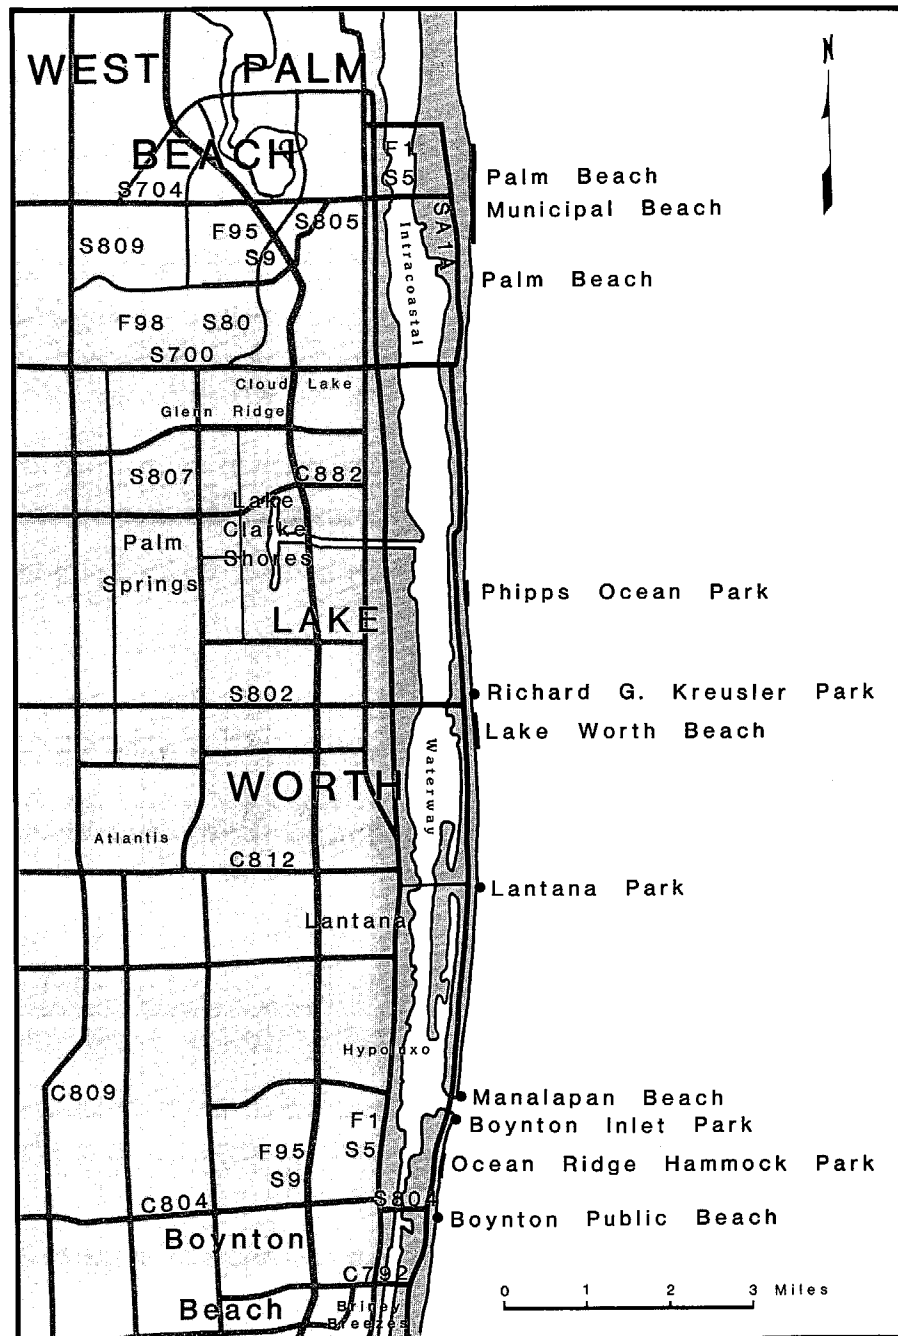 WEST PALM
N
BEACH
F1
S5
Palm Beach
Municipal Beach
S704
SA1A
S805
F95
S9
S809
Intracoastal
Palm Beach
F98 S80
S700
Cloud Lake
Glenn Ridge
S807
C882
Lake
Clarke
Shores
Palm
Springs
Phipps Ocean Park
LAKE
S802
Richard G. Kreusler Park
Lake Worth Beach
Waterway
WORTH
Atlantis
C812
Lantana Park
Lantana
Hypoluxo
C809
Manalapan Beach
F1
S5
Boynton Inlet Park
F95
S9
Ocean Ridge Hammock Park
C804
S804
Boynton Public Beach
Boynton
C792
0 1 2 3 Miles
Beach
Briney
Breezes